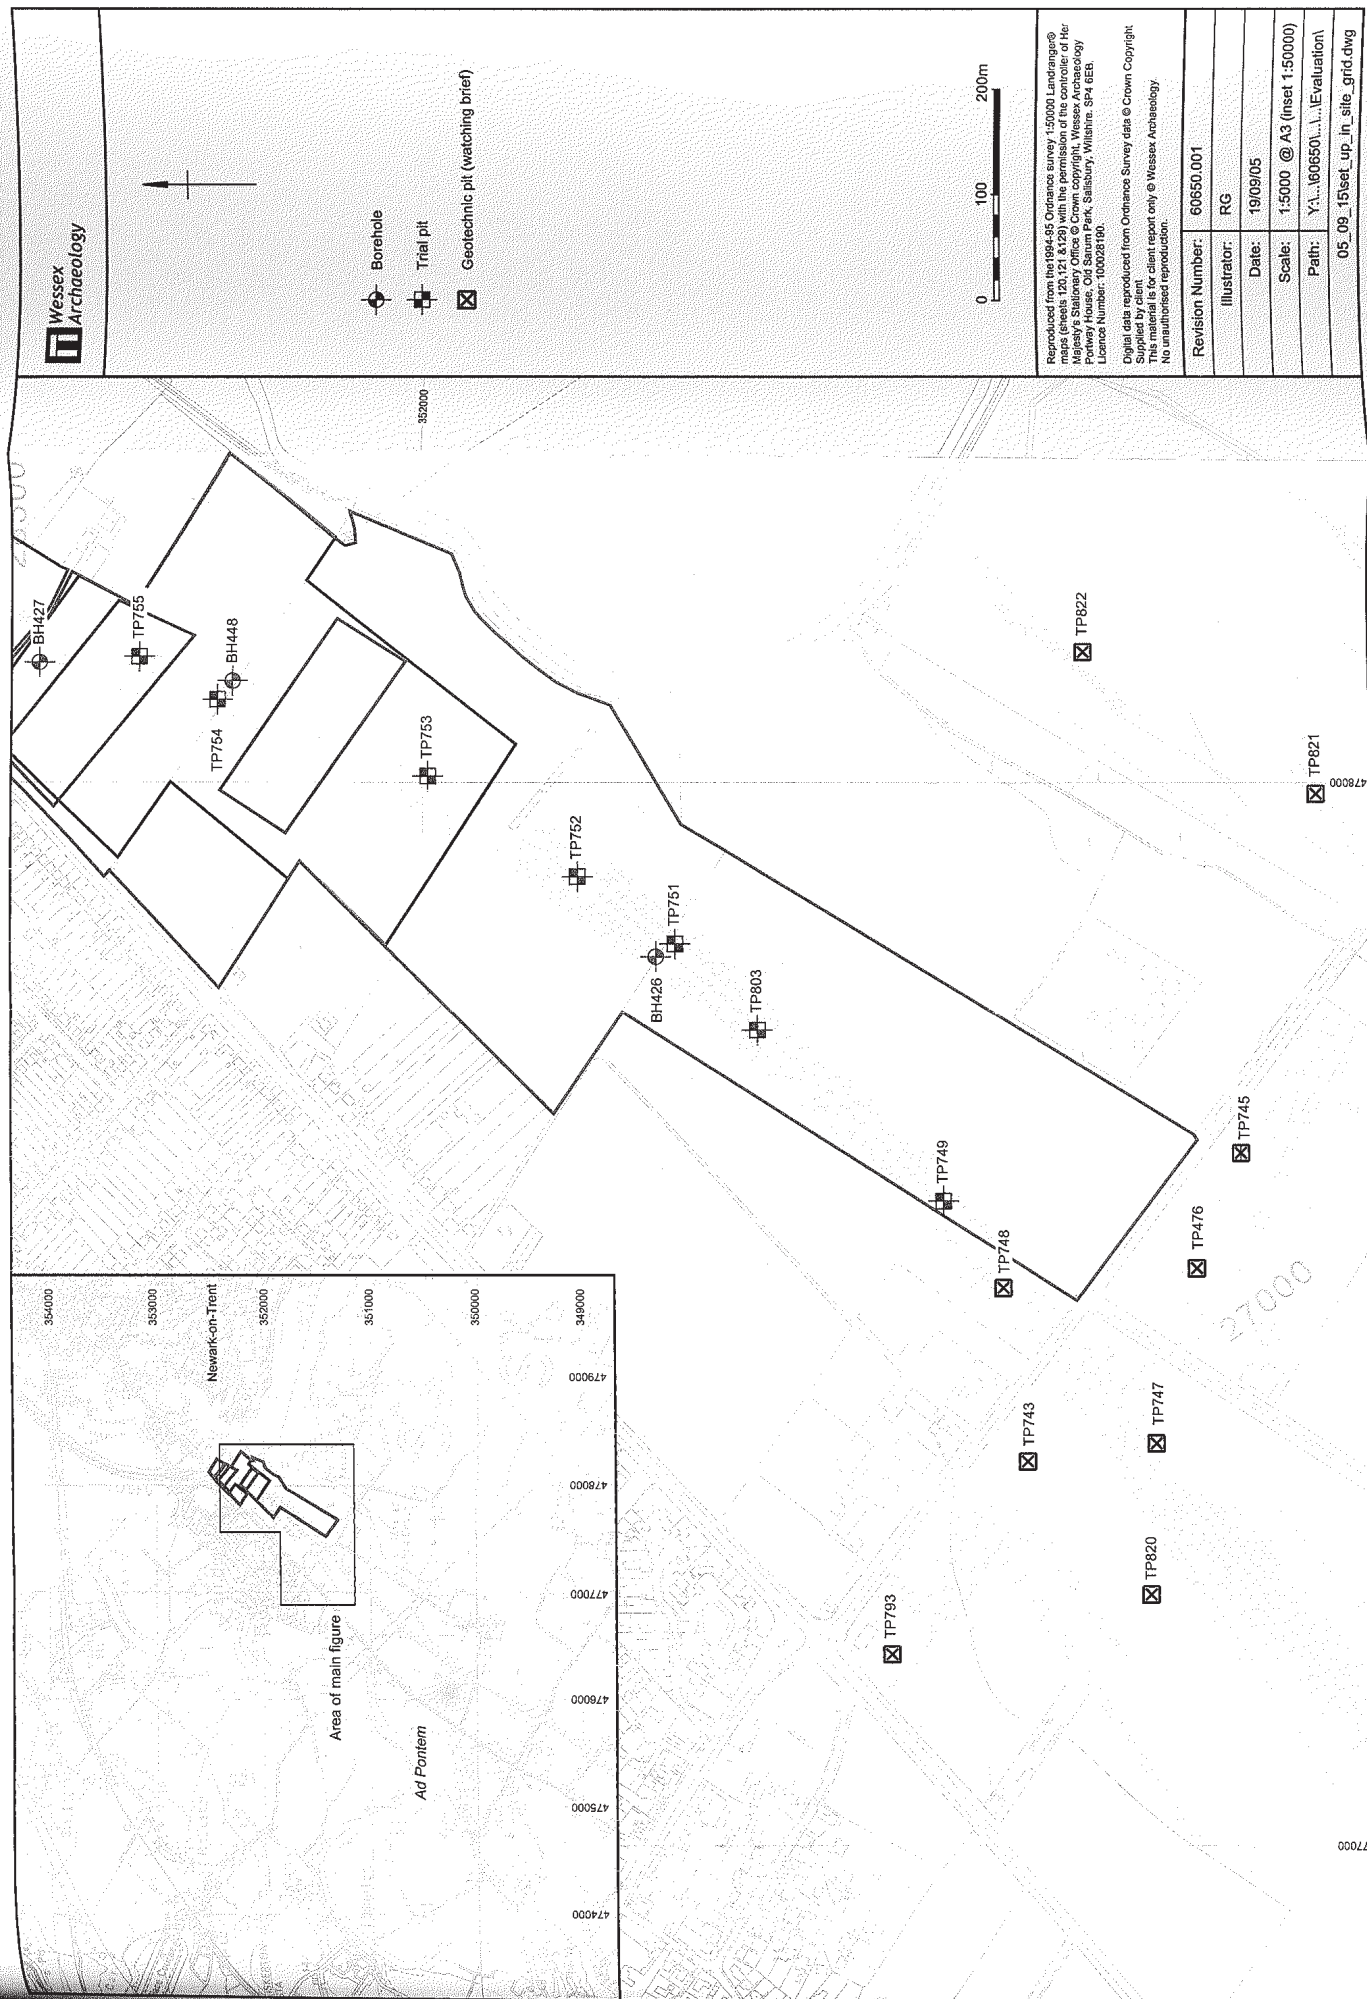 Wessex
Archaeology
Borehole
Trial pit
Geotechnic pit (watching brief)
0
100
200m
Reproduced from the1994-95 Ordnance survey 1:50000 Landranger®
maps (sheets 120,121 &129) with the permission of the controller of Her
Majesty's Stationary Office © Crown copyright, Wessex Archaeology
Portway House, Old Sarum Park, Salisbury, Wiltshire. SP4 6EB.
Licence Number: 100028190.
Digital data reproduced from Ordnance Survey data © Crown Copyright
Supplied by client
This material is for client report only © Wessex Archaeology.
No unauthorised reproduction.
Revision Number: 60650.001
Illustrator: RG
Date: 19/09/05
Scale: 1:5000 @ A3 (inset 1:50000)
Path: Y:\...\60650\...\...\Evaluation\
05_09_15\set_up_in_site_grid.dwg
352000
BH427
TP755
BH448
TP754
TP753
TP752
TP751
BH426
TP803
TP749
TP748
TP822
TP821
478000
TP745
TP476
27000
TP743
TP747
TP820
TP793
354000
353000
Newark-on-Trent
352000
351000
350000
349000
479000
478000
477000
476000
475000
474000
Area of main figure
Ad Pontem